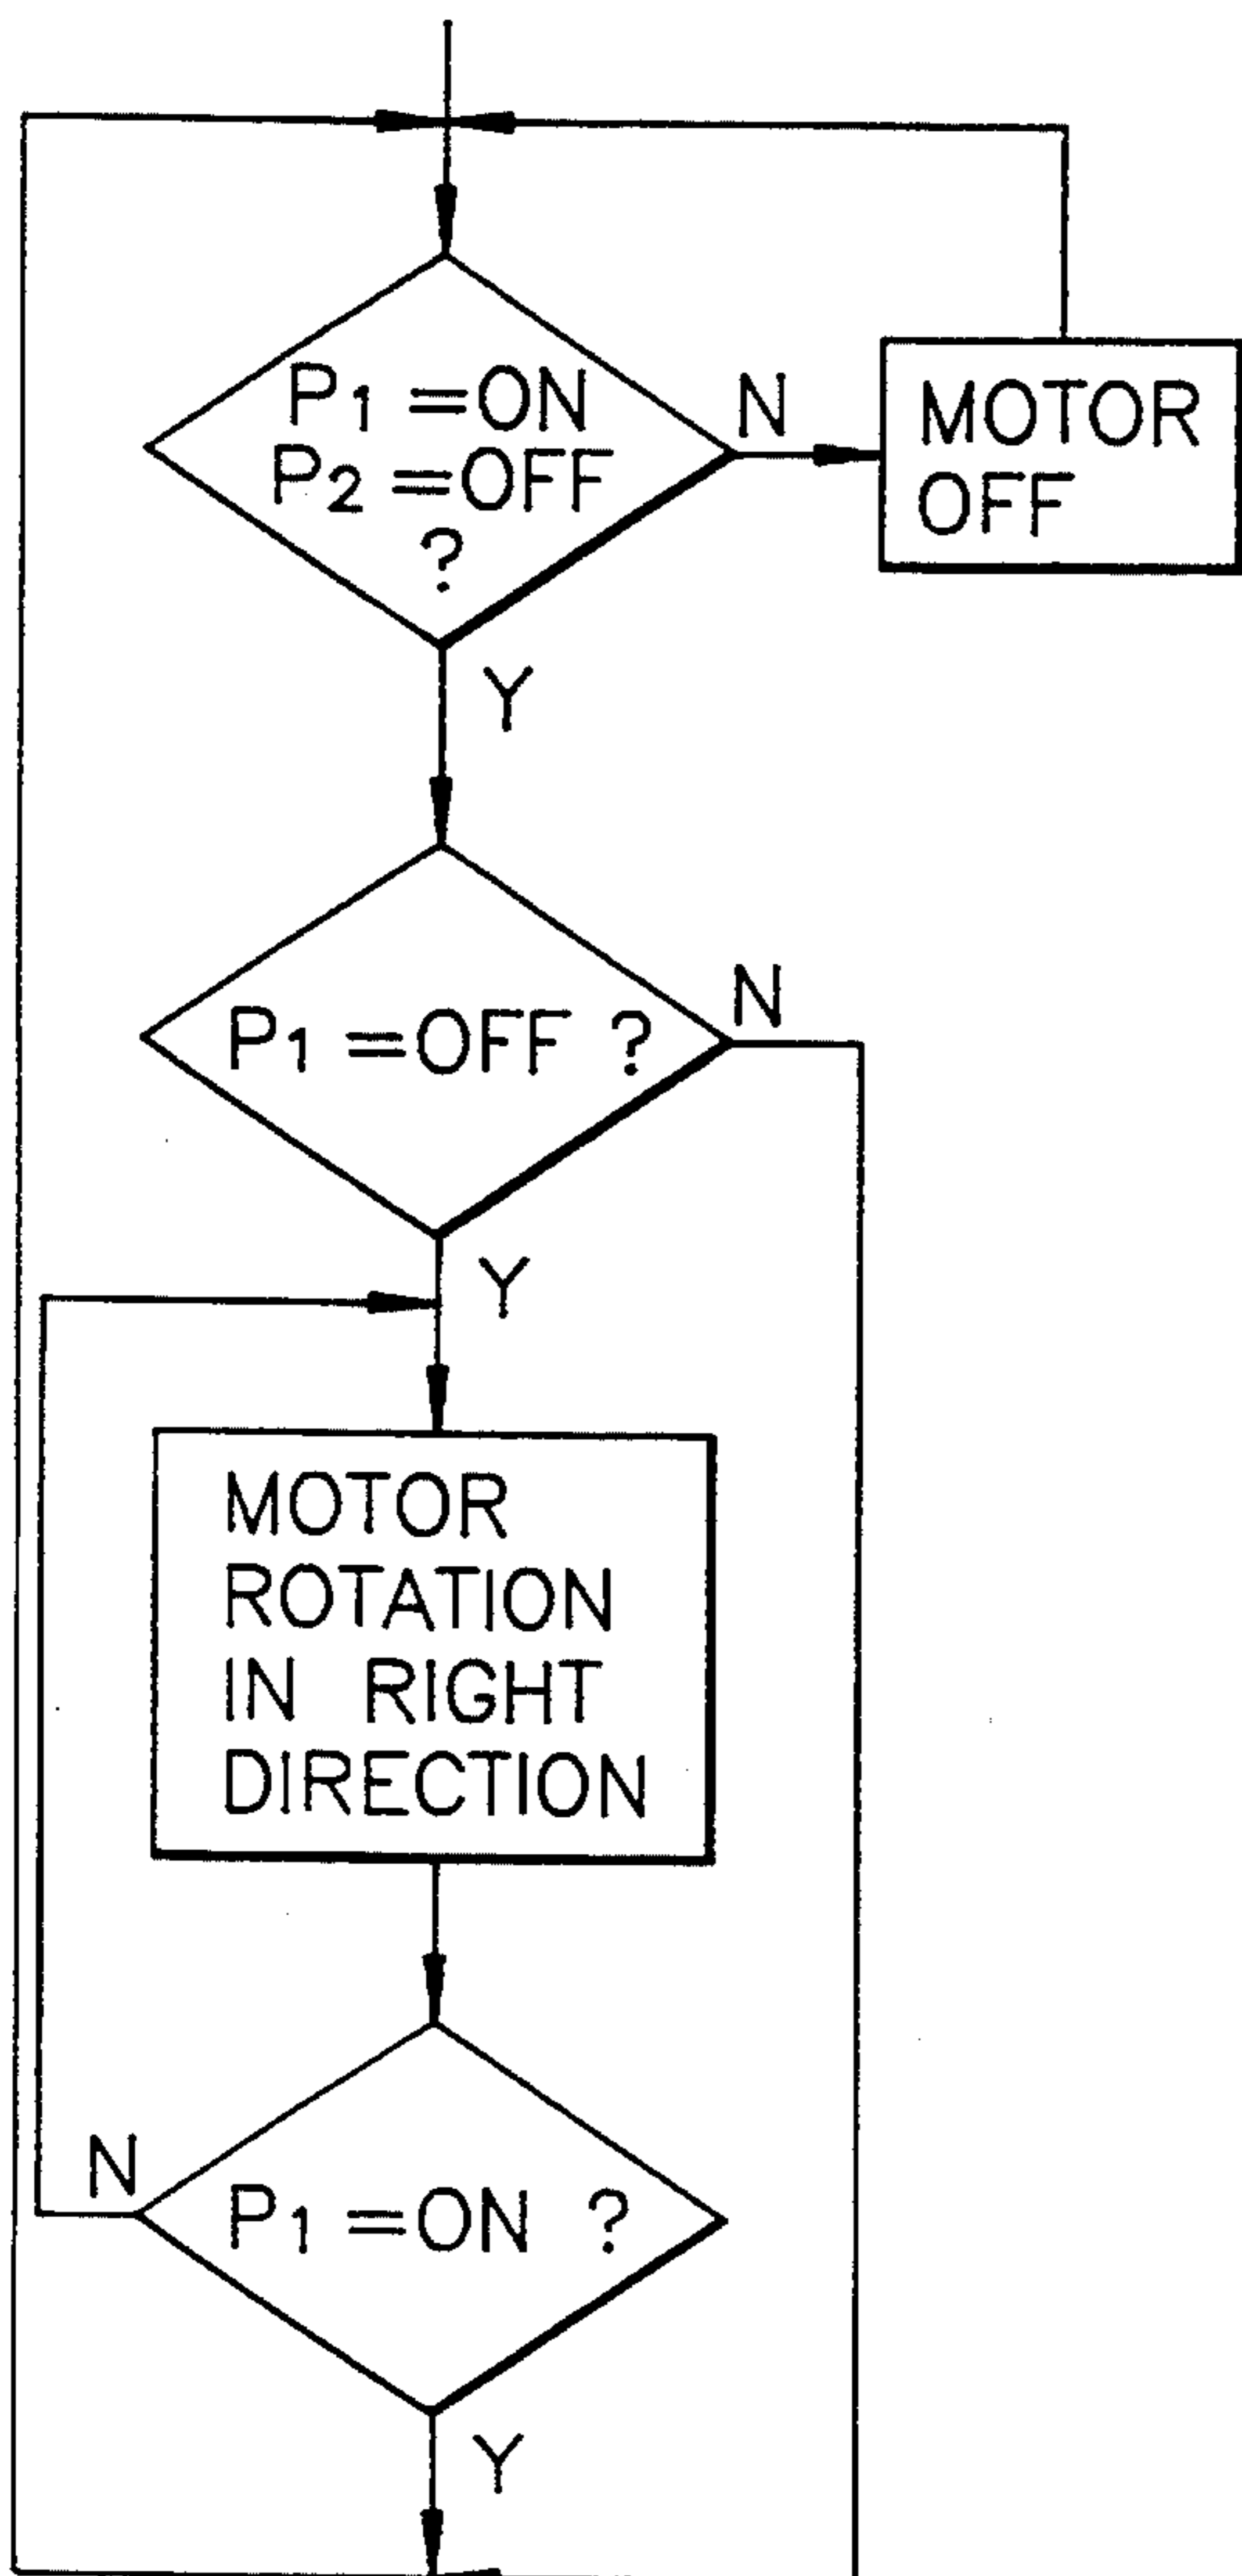 P1 =ON
P2 =OFF
?
N
MOTOR
OFF
Y
P1 =OFF ?
N
Y
MOTOR
ROTATION
IN RIGHT
DIRECTION
N
P1 =ON ?
Y